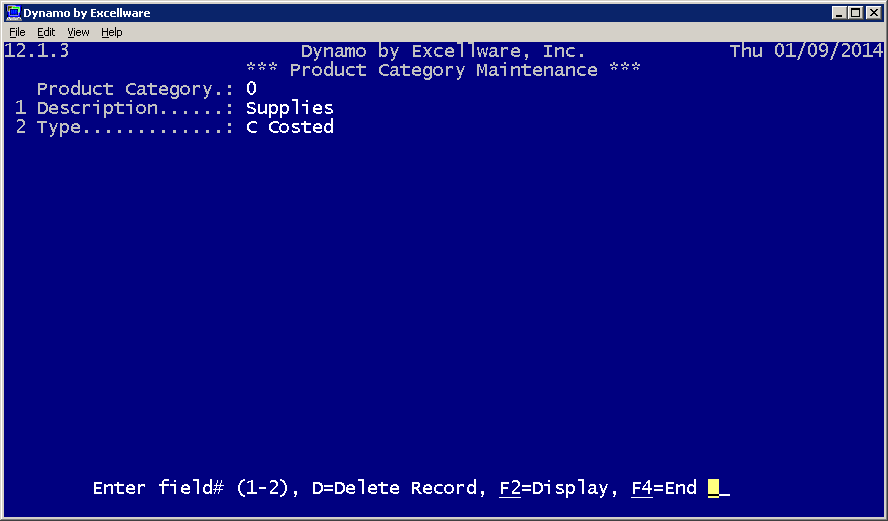 Dynamo by Excellware
File Edit View Help
12.1.3 Dynamo by Excellware, Inc. Thu 01/09/2014
*** Product Category Maintenance ***
Product Category.: 0
1 Description......: Supplies
2 Type.............: C Costed
Enter field# (1-2), D=Delete Record, F2=Display, F4=End _